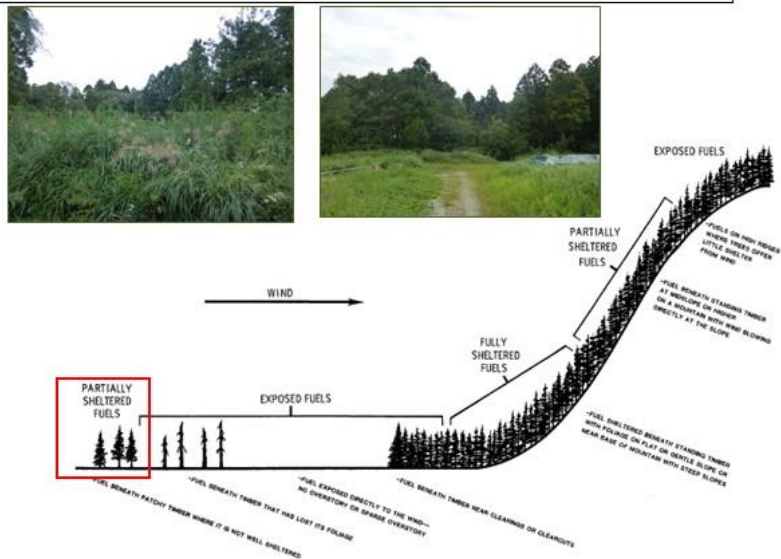 EXPOSED FUELS
PARTIALLY
SHELTERED
FUELS
-FUELS ON HIGH RIDGES
WHERE TREES OFFER
LITTLE SHELTER
FROM WIND
WIND
-FUEL BENEATH STANDING TIMBER
AT MIDSLOPE OR HIGHER
ON A MOUNTAIN WITH WIND BLOWING
DIRECTLY AT THE SLOPE
FULLY
SHELTERED
FUELS
PARTIALLY
SHELTERED
FUELS
EXPOSED FUELS
-FUEL SHELTERED BENEATH STANDING TIMBER
WITH FOLIAGE ON FLAT OR GENTLE SLOPE OR
NEAR BASE OF MOUNTAIN WITH STEEP SLOPES
-FUEL BENEATH PATCHY TIMBER WHERE IT IS NOT WELL SHELTERED
-FUEL BENEATH TIMBER THAT HAS LOST ITS FOLIAGE
-FUEL EXPOSED DIRECTLY TO THE WIND—
NO OVERSTORY OR SPARSE OVERSTORY
-FUEL BENEATH TIMBER NEAR CLEARINGS OR CLEARCUTS